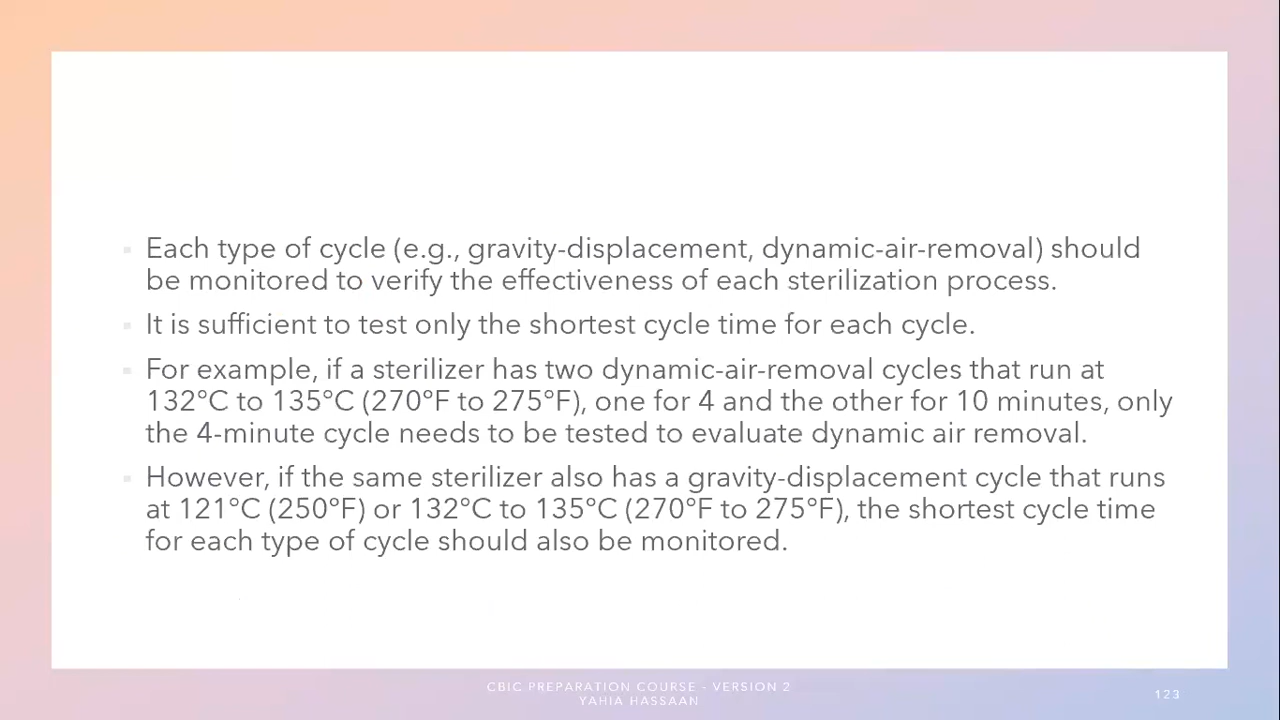 Each type of cycle (e.g., gravity-displacement, dynamic-air-removal) should
be monitored to verify the effectiveness of each sterilization process.
It is sufficient to test only the shortest cycle time for each cycle.
For example, if a sterilizer has two dynamic-air-removal cycles that run at
132°C to 135°C (270°F to 275°F), one for 4 and the other for 10 minutes, only
the 4-minute cycle needs to be tested to evaluate dynamic air removal.
However, if the same sterilizer also has a gravity-displacement cycle that runs
at 121°C (250°F) or 132°C to 135°C (270°F to 275°F), the shortest cycle time
for each type of cycle should also be monitored.
CBIC PREPARATION COURSE - VERSION 2
YAHIA HASSAAN
123